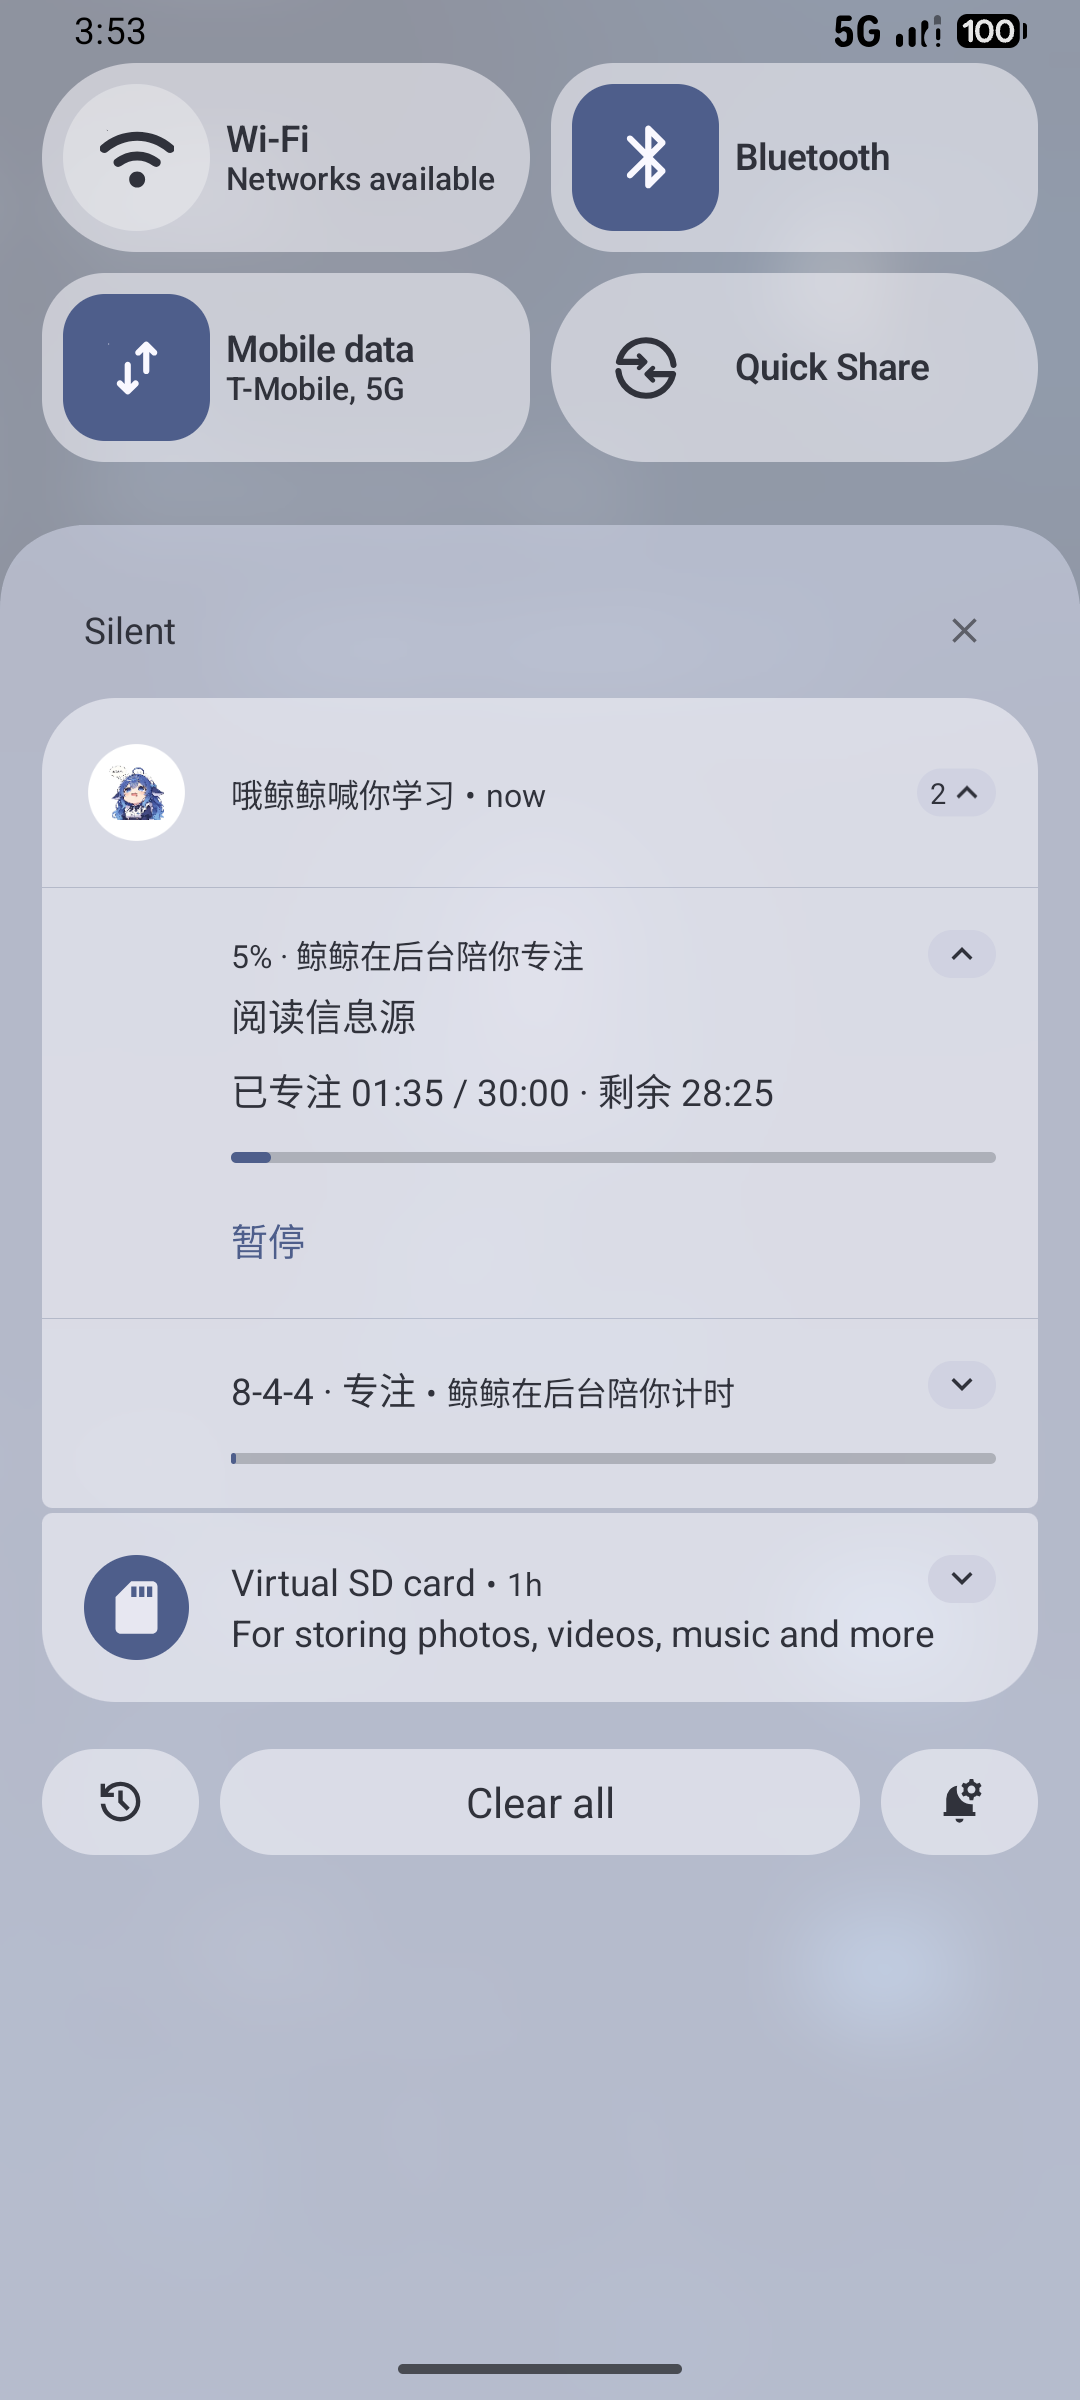 3:53
5G
100
Wi-Fi
Networks available
Bluetooth
Mobile data
T-Mobile, 5G
Quick Share
Silent
哦鲸鲸喊你学习 • now
2
5% · 鲸鲸在后台陪你专注
阅读信息源
已专注 01:35 / 30:00 · 剩余 28:25
暂停
8-4-4 · 专注 • 鲸鲸在后台陪你计时
Virtual SD card • 1h
For storing photos, videos, music and more
Clear all